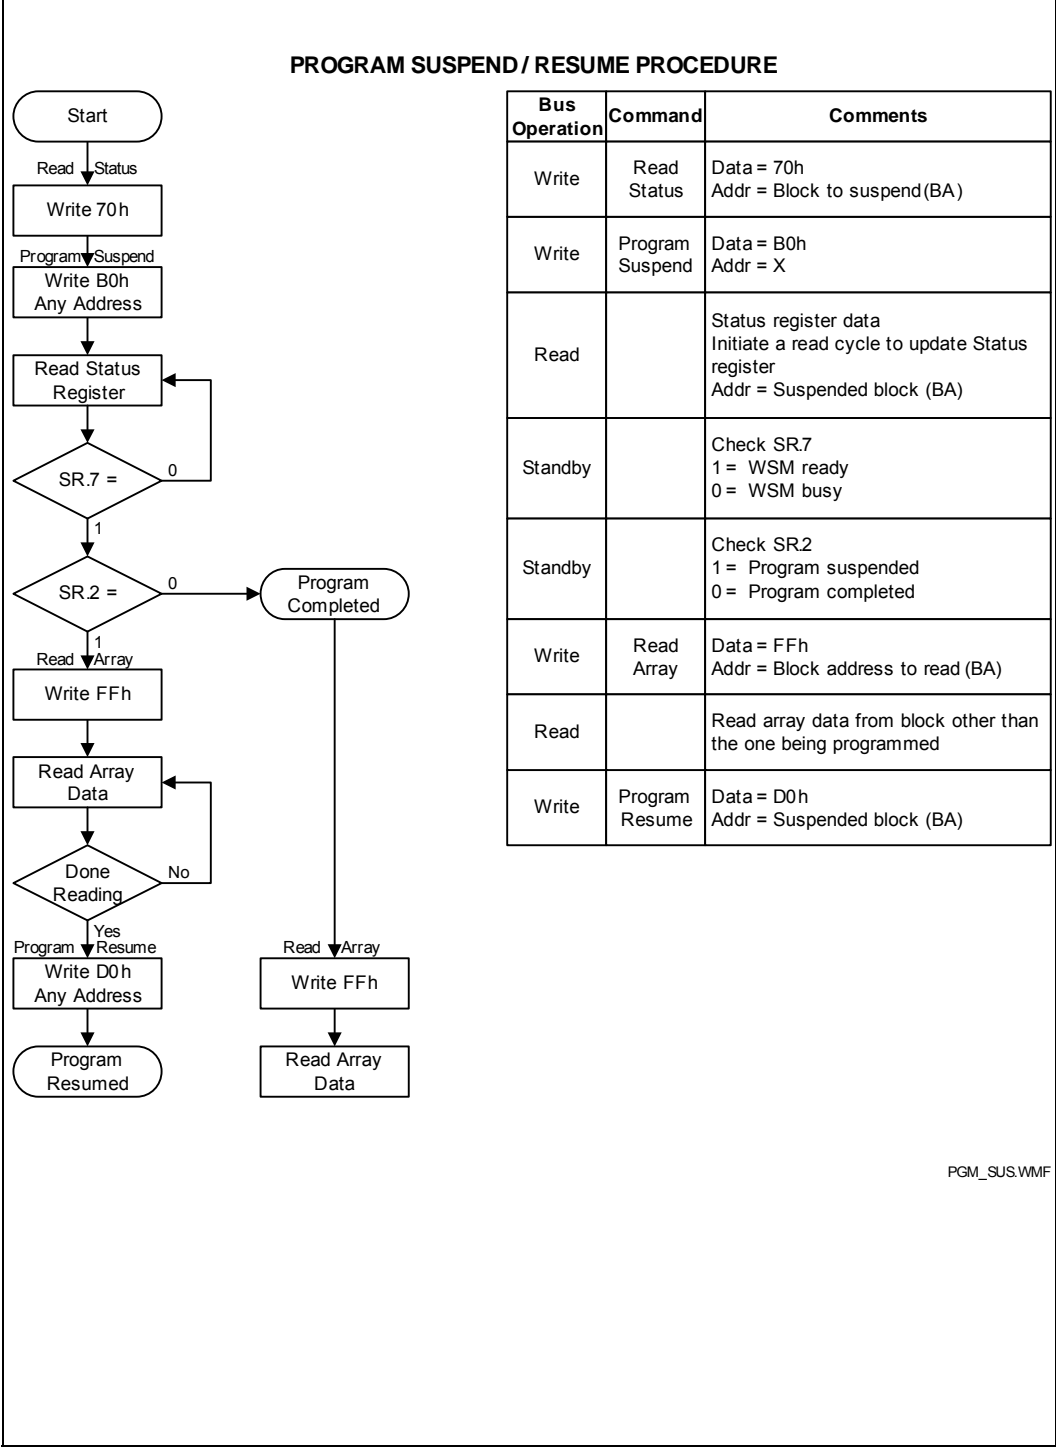 PROGRAM SUSPEND / RESUME PROCEDURE
Start
Read Status
Write 70h
Program Suspend
Write B0h
Any Address
Read Status
Register
SR.7 =
0
1
SR.2 =
0
Program
Completed
1
Read Array
Write FFh
Read Array
Data
Done
Reading
No
Yes
Program Resume
Write D0h
Any Address
Program
Resumed
Read Array
Write FFh
Read Array
Data
Bus
Operation
Command
Comments
Write
Read
Status
Data = 70h
Addr = Block to suspend (BA)
Write
Program
Suspend
Data = B0h
Addr = X
Read
Status register data
Initiate a read cycle to update Status
register
Addr = Suspended block (BA)
Standby
Check SR.7
1 = WSM ready
0 = WSM busy
Standby
Check SR.2
1 = Program suspended
0 = Program completed
Write
Read
Array
Data = FFh
Addr = Block address to read (BA)
Read
Read array data from block other than
the one being programmed
Write
Program
Resume
Data = D0h
Addr = Suspended block (BA)
PGM_SUS.WMF